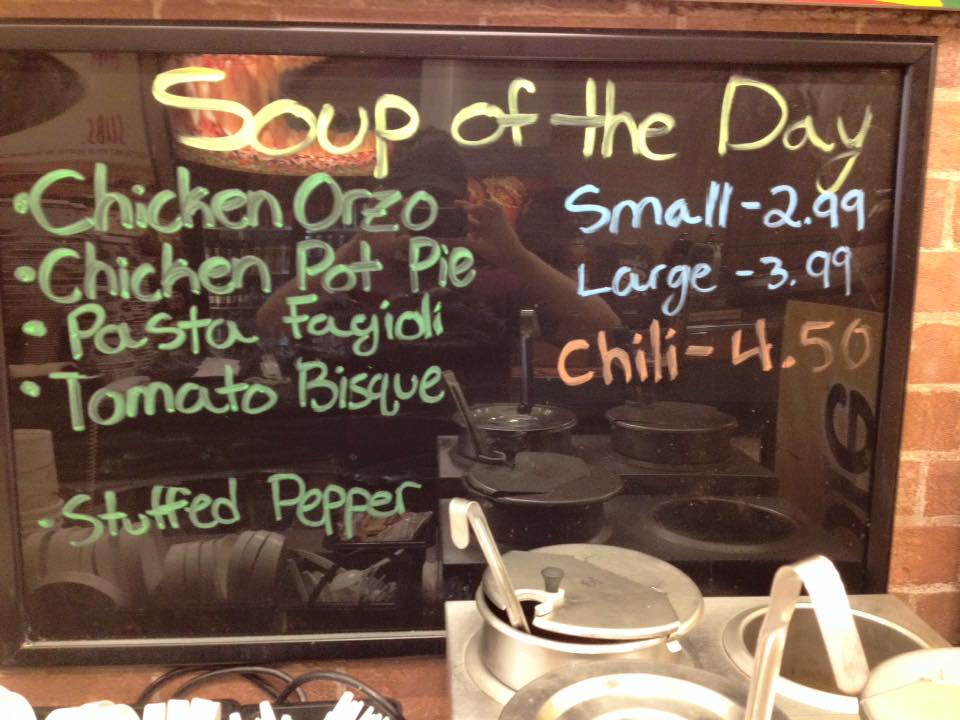 Soup of the Day
• Chicken Orzo
• Chicken Pot Pie
• Pasta Fagioli
• Tomato Bisque
• Stuffed Pepper
Small - 2.99
Large - 3.99
Chili - 4.50
SUBS